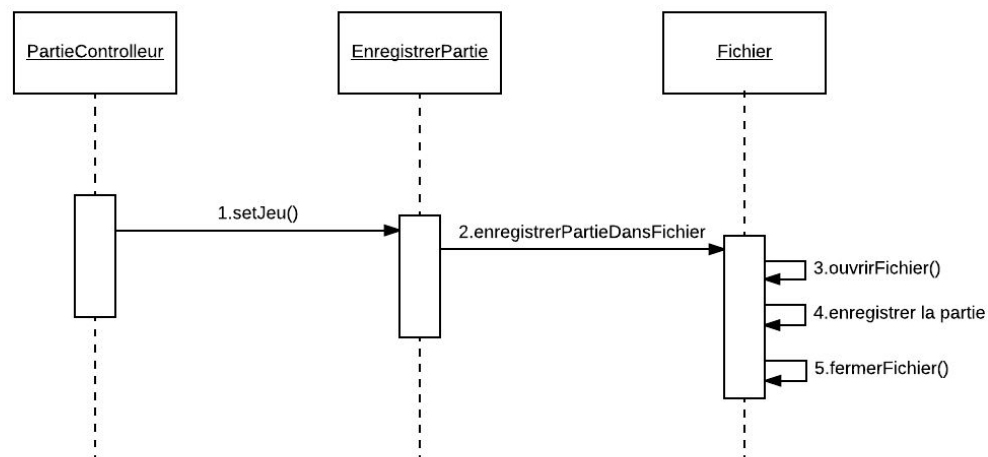 PartieControlleur
EnregistrerPartie
Fichier
1.setJeu()
2.enregistrerPartieDansFichier
3.ouvrirFichier()
4.enregistrer la partie
5.fermerFichier()